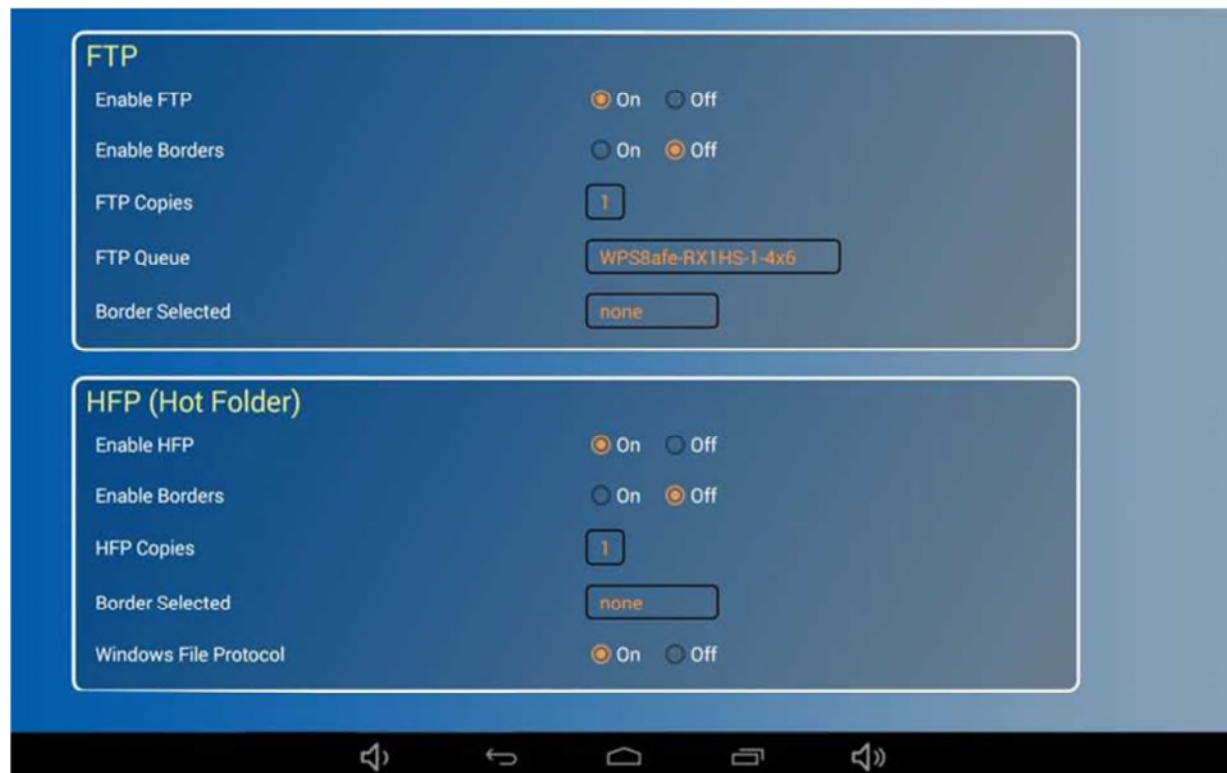 FTP
Enable FTP On Off
Enable Borders On Off
FTP Copies 1
FTP Queue WPS8afe-RX1HS-1-4x6
Border Selected none
HFP (Hot Folder)
Enable HFP On Off
Enable Borders On Off
HFP Copies 1
Border Selected none
Windows File Protocol On Off